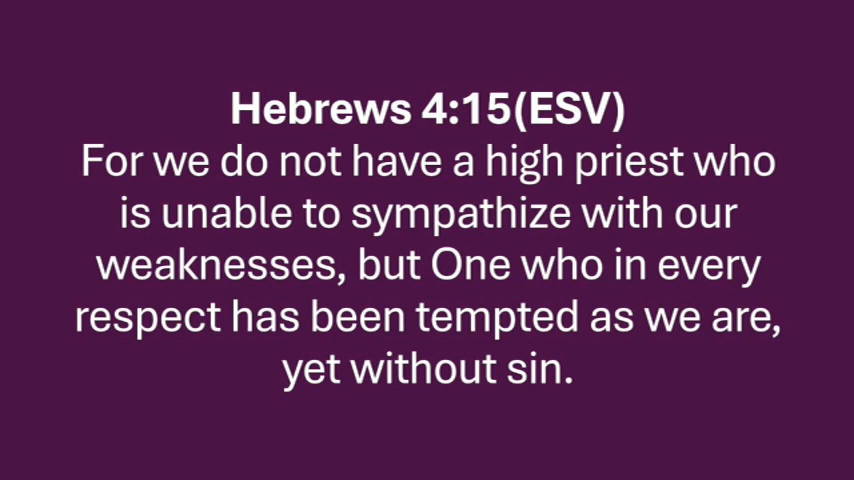 Hebrews 4:15(ESV)
For we do not have a high priest who
is unable to sympathize with our
weaknesses, but One who in every
respect has been tempted as we are,
yet without sin.